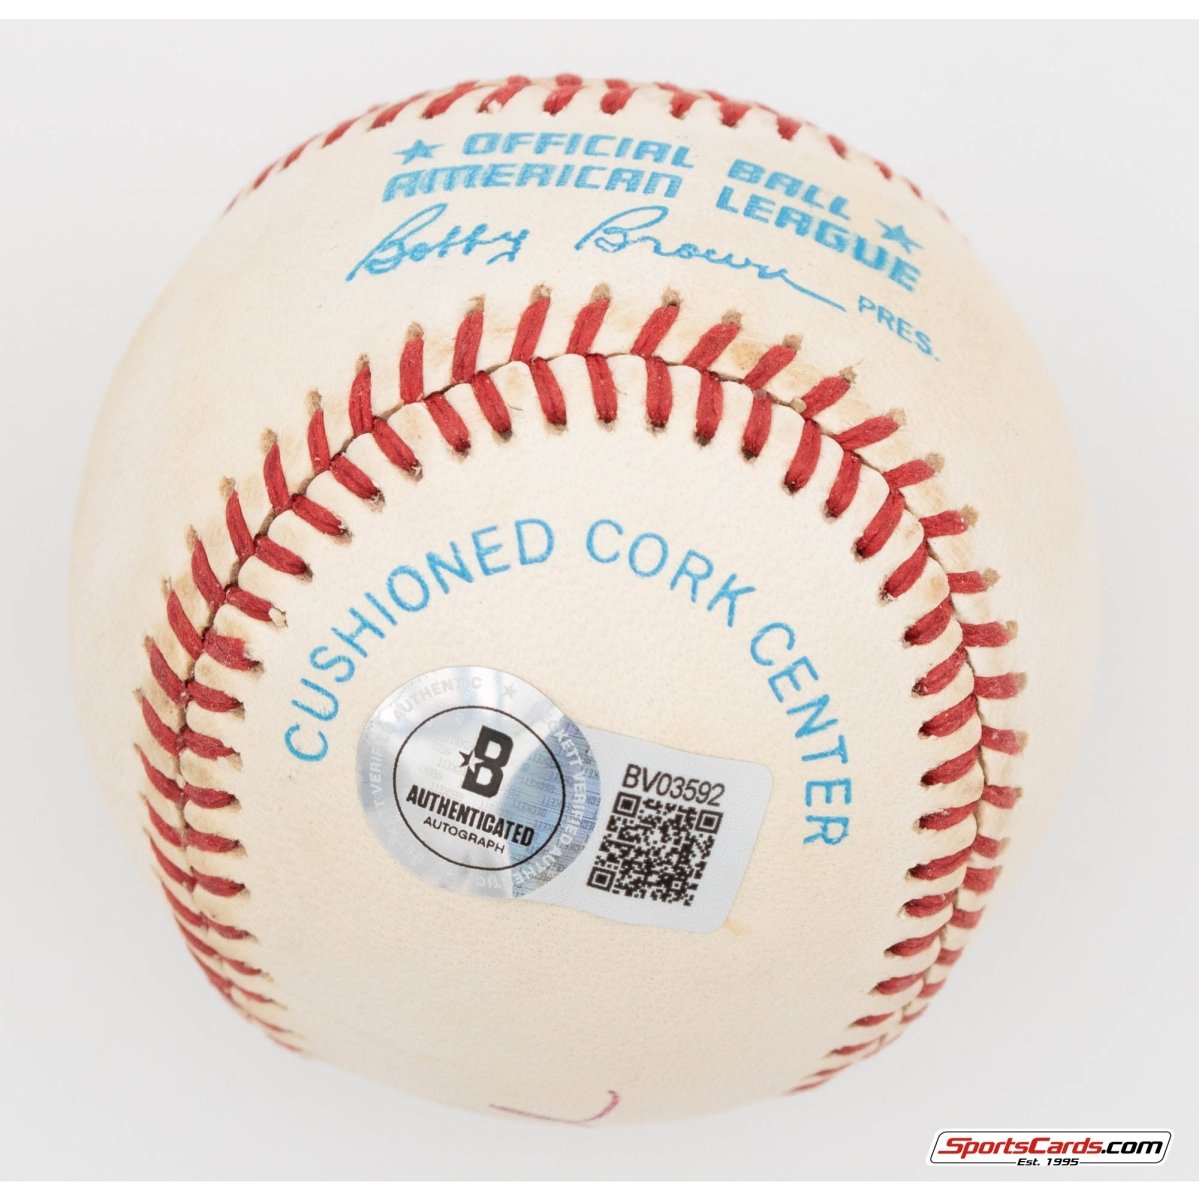 ★ OFFICIAL BALL ★
AMERICAN LEAGUE
Bobby Brown PRES.
CUSHIONED CORK CENTER
B
AUTHENTICATED
AUTOGRAPH
BV03592
SportsCards.com
Est. 1995